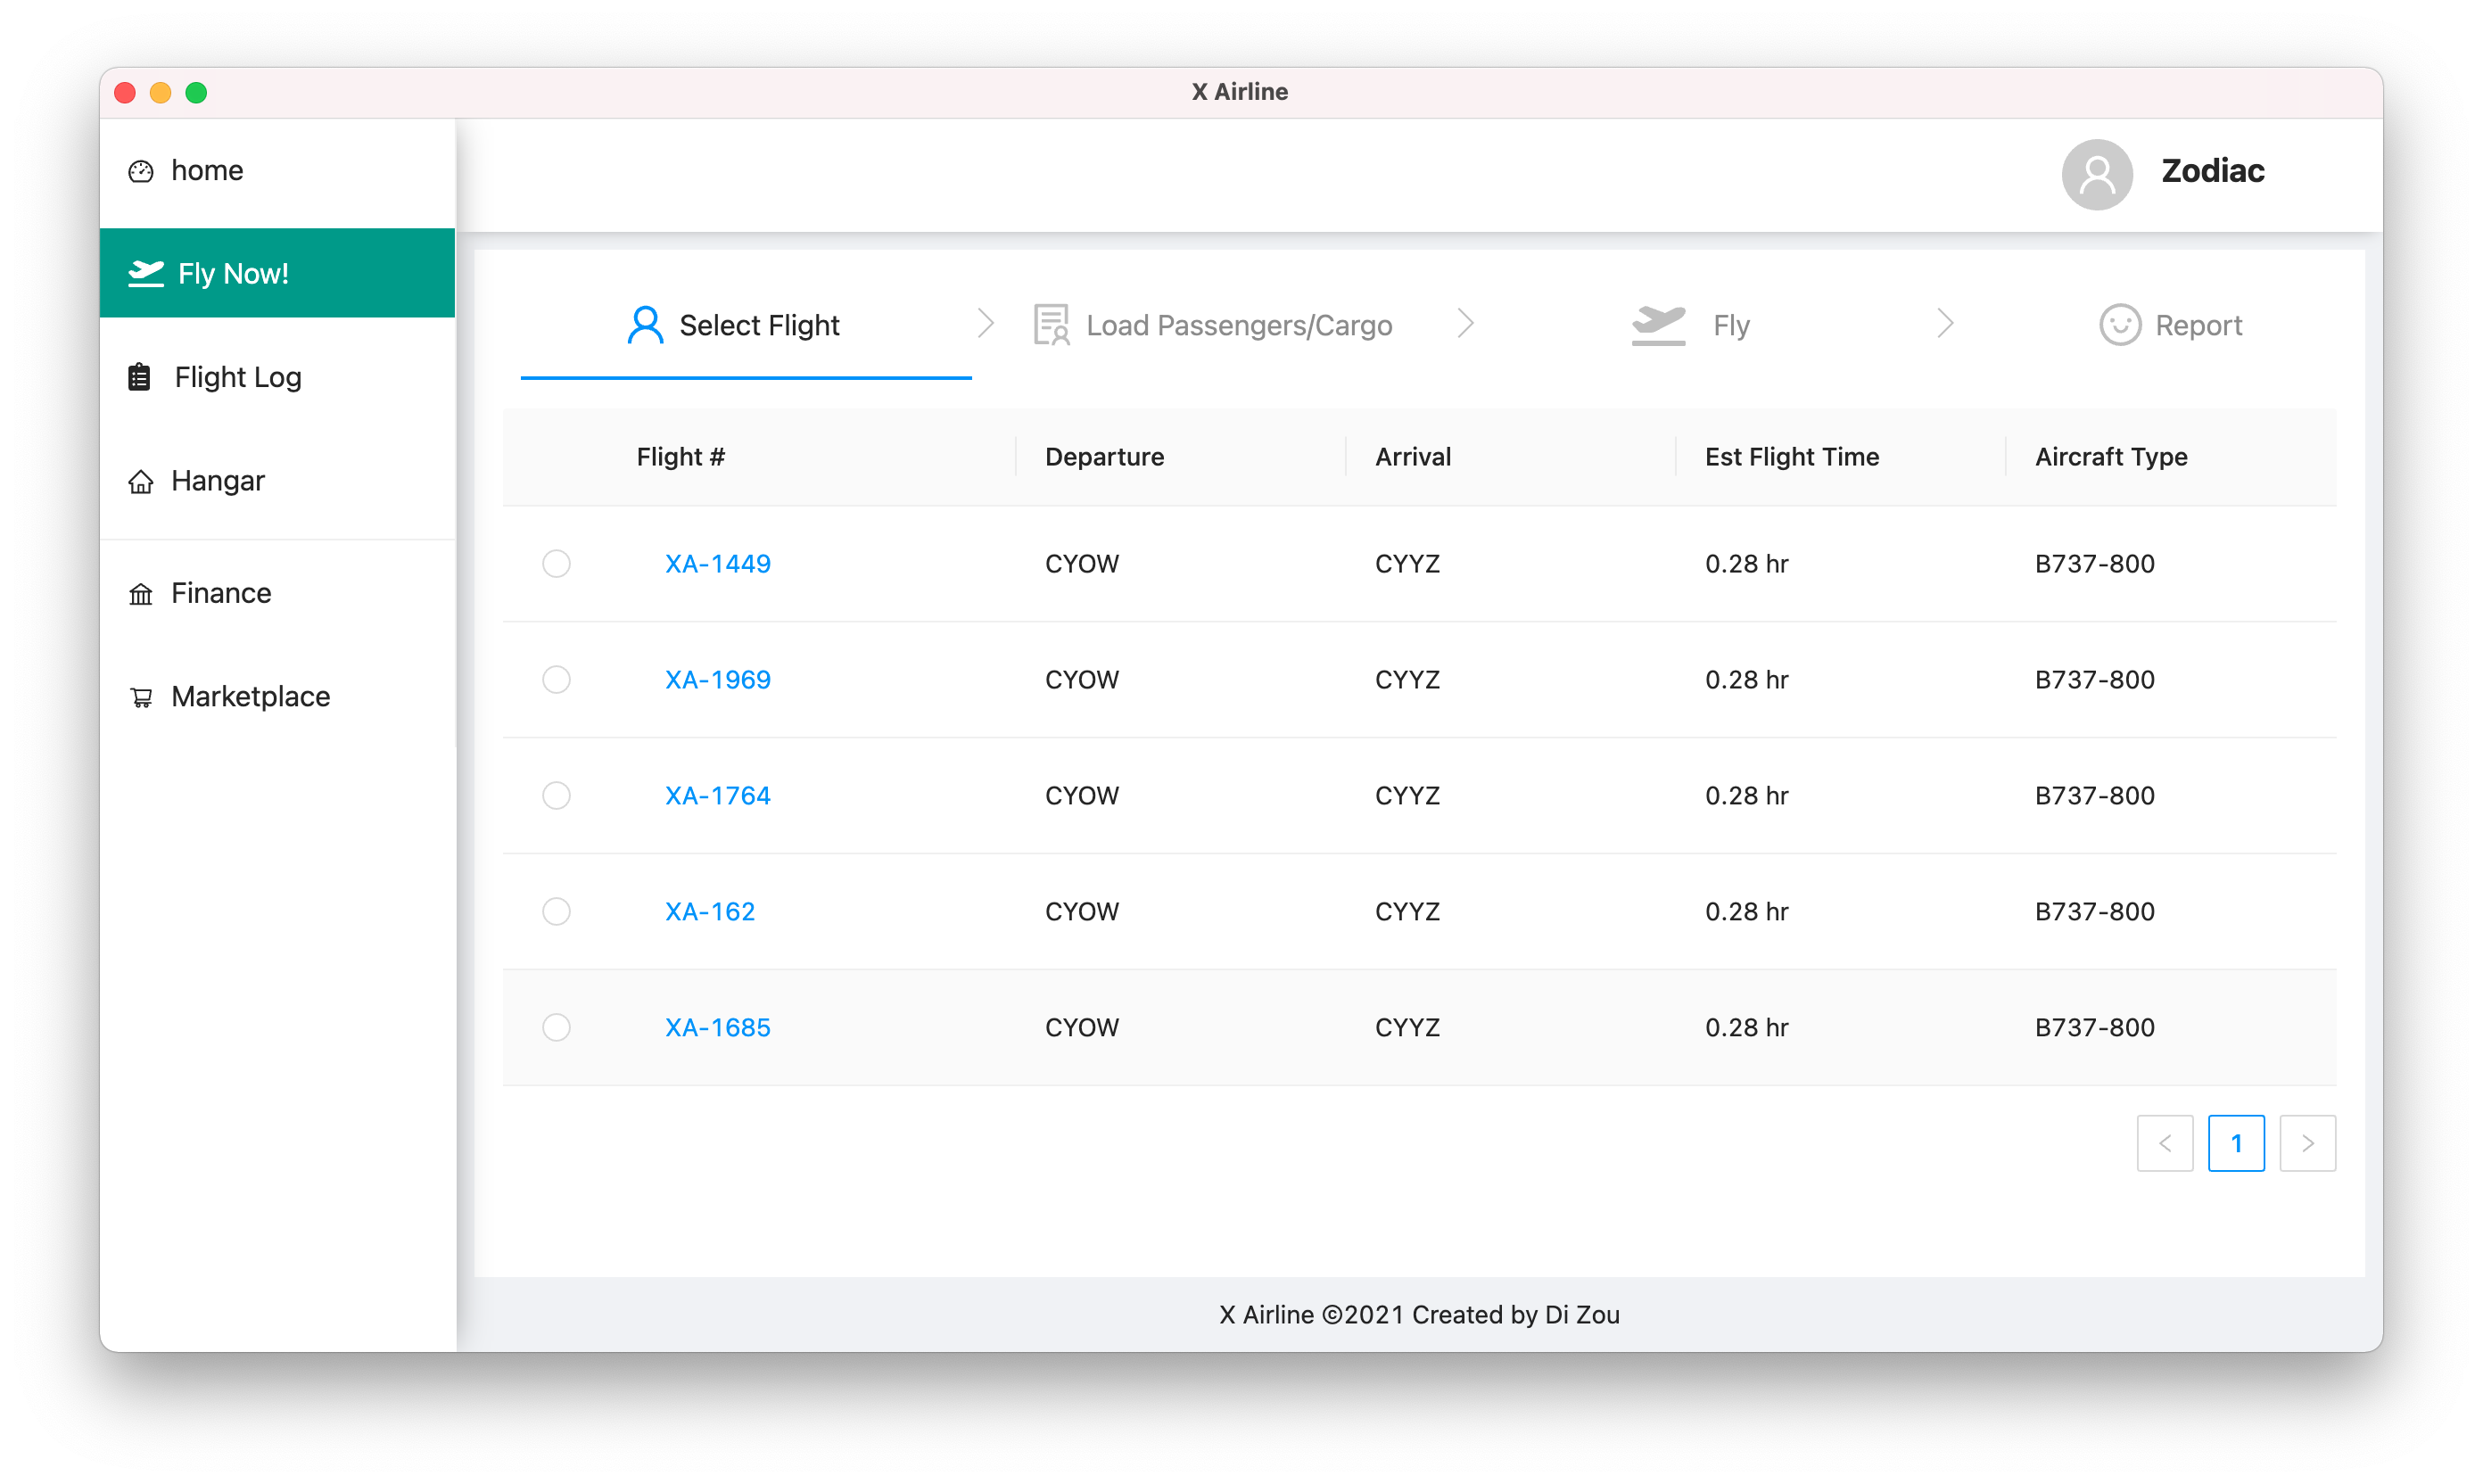 X Airline
Zodiac
home
Fly Now!
Flight Log
Hangar
Finance
Marketplace
Select Flight Load Passengers/Cargo Fly Report
Flight # Departure Arrival Est Flight Time Aircraft Type
XA-1449 CYOW CYYZ 0.28 hr B737-800
XA-1969 CYOW CYYZ 0.28 hr B737-800
XA-1764 CYOW CYYZ 0.28 hr B737-800
XA-162 CYOW CYYZ 0.28 hr B737-800
XA-1685 CYOW CYYZ 0.28 hr B737-800
1
X Airline ©2021 Created by Di Zou